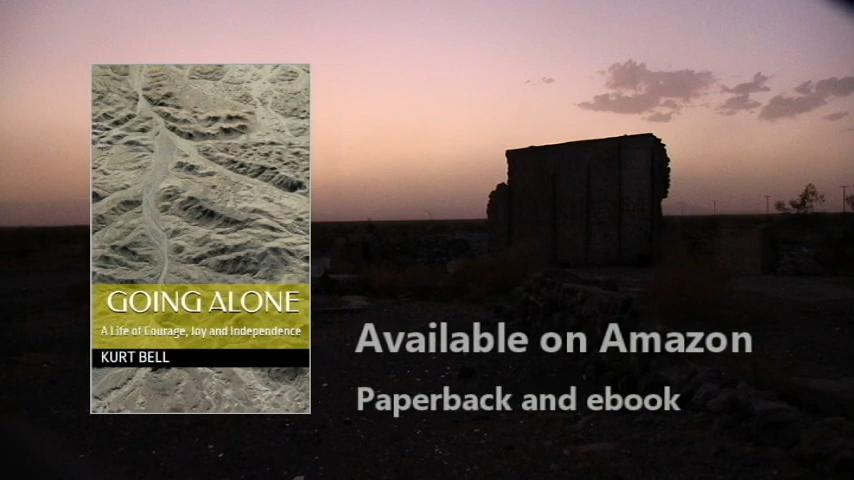 GOING ALONE
A Life of Courage, Joy and Independence
KURT BELL
Available on Amazon
Paperback and ebook